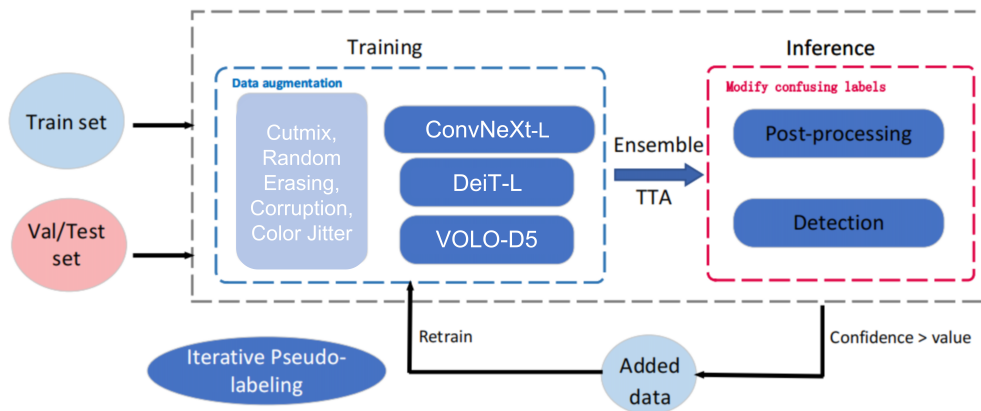 Training
Inference
Data augmentation
Modify confusing labels
Train set
Cutmix,
Random
Erasing,
Corruption,
Color Jitter
ConvNeXt-L
DeiT-L
VOLO-D5
Ensemble
TTA
Post-processing
Detection
Val/Test
set
Retrain
Confidence > value
Iterative Pseudo-
labeling
Added
data